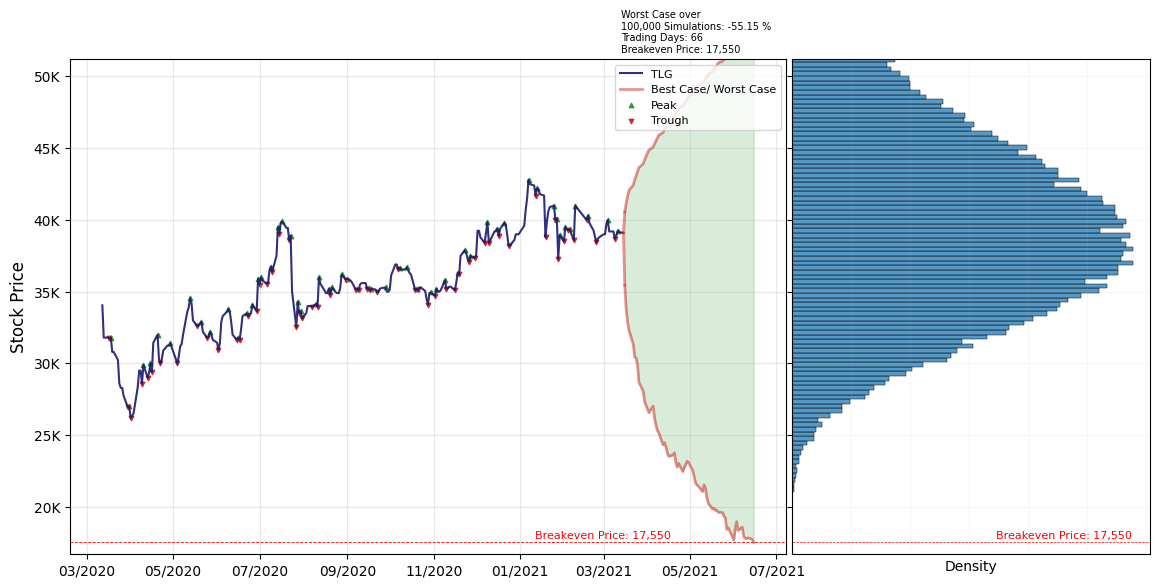 Worst Case over
100,000 Simulations: -55.15 %
Trading Days: 66
Breakeven Price: 17,550
TLG
Best Case/ Worst Case
Peak
Trough
Stock Price
50K
45K
40K
35K
30K
25K
20K
Breakeven Price: 17,550
Breakeven Price: 17,550
03/2020 05/2020 07/2020 09/2020 11/2020 01/2021 03/2021 05/2021 07/2021
Density